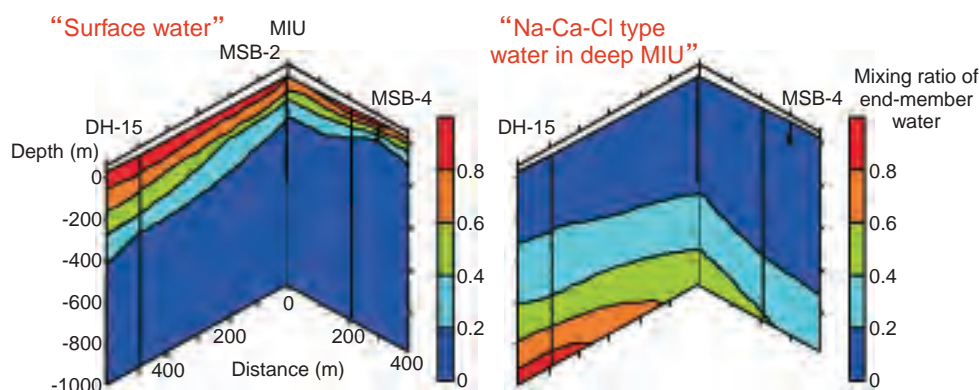 “Surface water”
MIU
MSB-2
MSB-4
DH-15
Depth (m)
0
-200
-400
-600
-800
-1000
400
200
0
200
400
Distance (m)
0.8
0.6
0.4
0.2
0
“Na-Ca-Cl type
water in deep MIU”
DH-15
MSB-4
Mixing ratio of
end-member
water
0.8
0.6
0.4
0.2
0